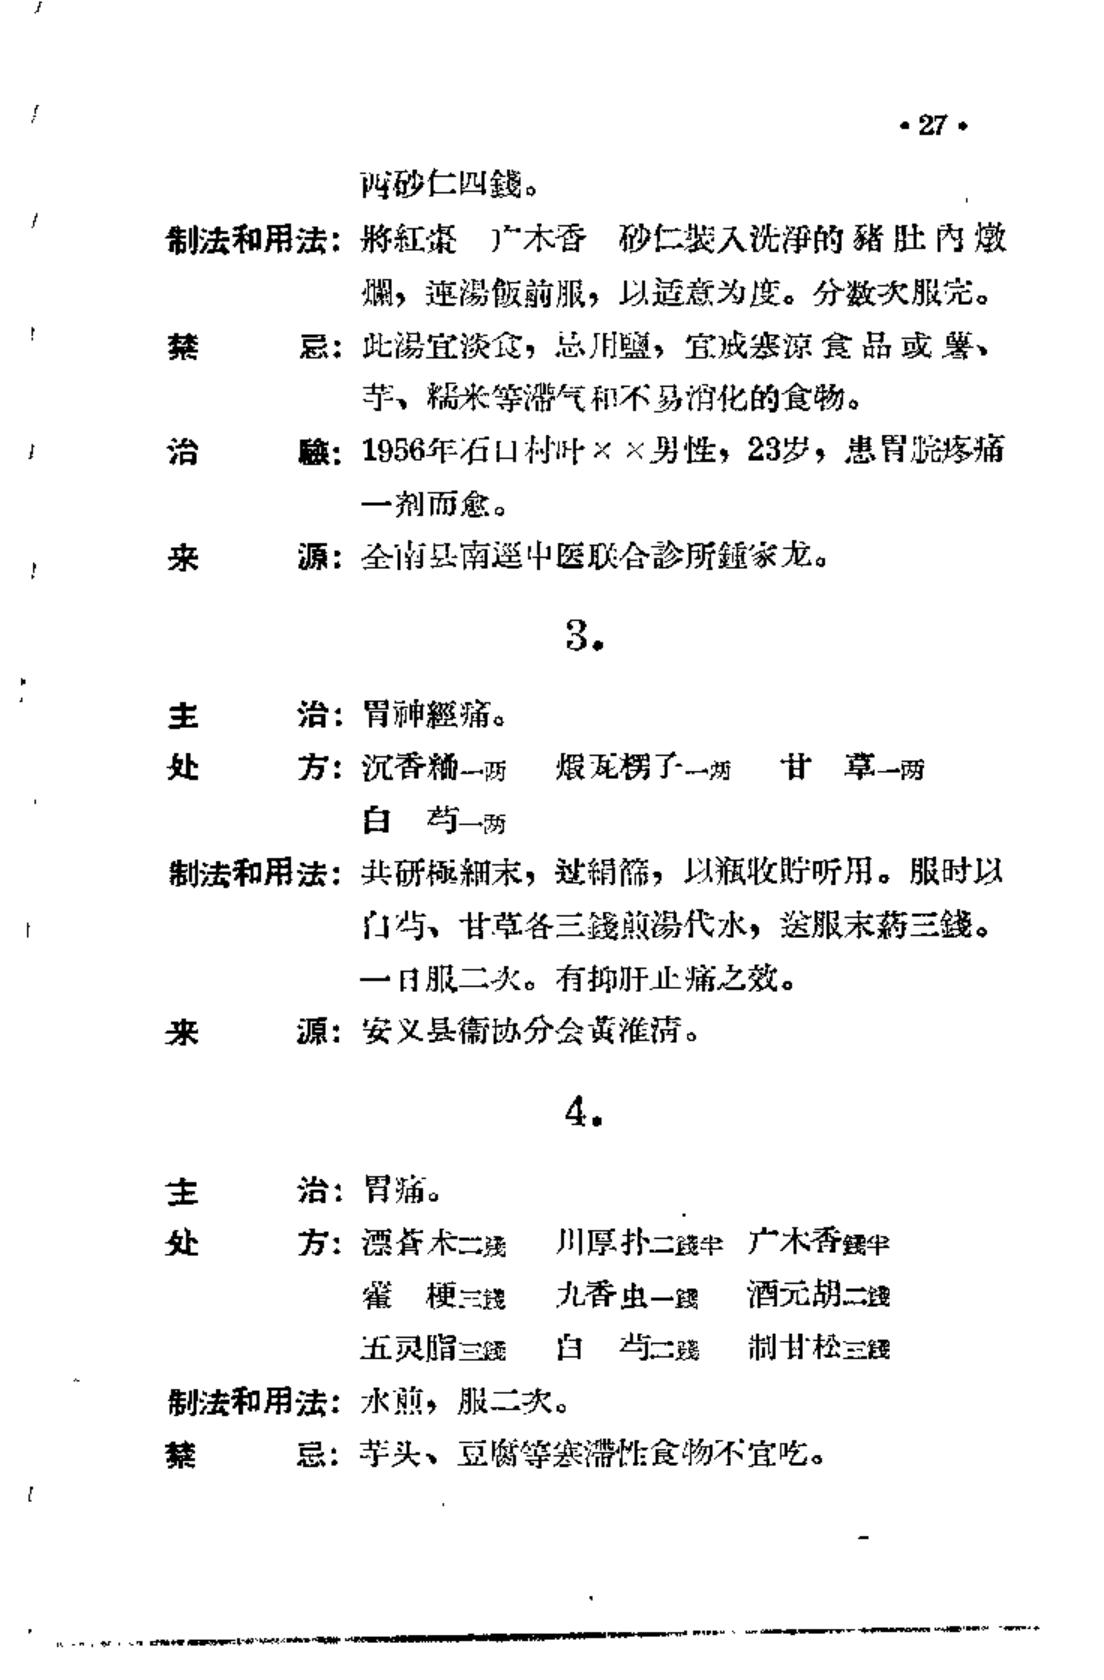 • 27 •
两砂仁四錢。
制法和用法：將紅棗　广木香　砂仁裝入洗淨的豬肚內燉
爛，連湯飯前服，以适意为度。分数次服完。
禁　　　忌：此湯宜淡食，忌用鹽，宜戒寒凉食品或薯、
芋、糯米等滯气和不易消化的食物。
治　　　驗：1956年石口村叶××男性，23岁，患胃脘疼痛
一剂而愈。
来　　　源：全南县南逕中医联合診所鍾家龙。
3.
主　　　治：胃神經痛。
处　　　方：沉香粬一两　煅瓦楞子一两　甘　草一两
白　芍一两
制法和用法：共研極細末，过絹篩，以瓶收貯听用。服时以
白芍、甘草各三錢煎湯代水，送服末葯三錢。
一日服二次。有抑肝止痛之效。
来　　　源：安义县衞协分会黃淮淸。
4.
主　　　治：胃痛。
处　　　方：漂蒼术二錢　川厚扑二錢半　广木香錢半
藿　梗三錢　九香虫一錢　酒元胡二錢
五灵脂三錢　白　芍二錢　制甘松三錢
制法和用法：水煎，服二次。
禁　　　忌：芋头、豆腐等寒滯性食物不宜吃。